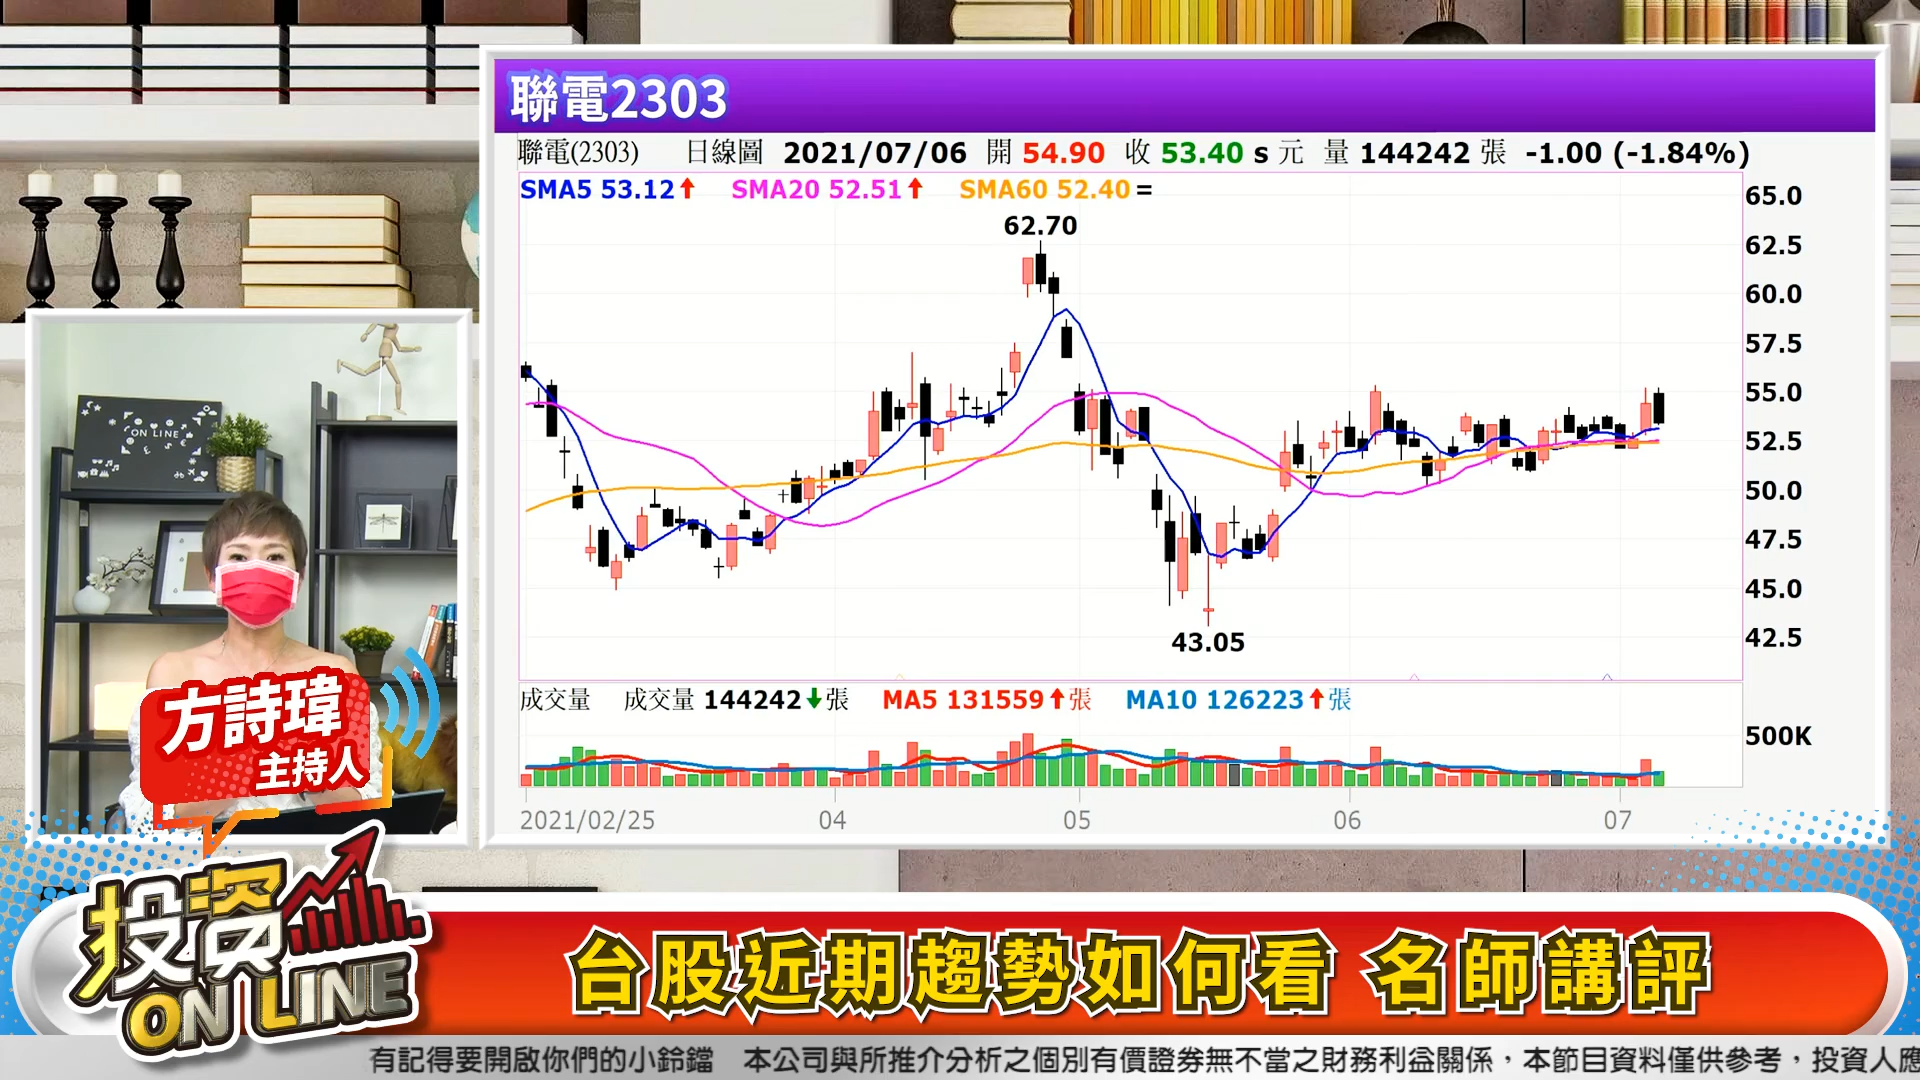 聯電2303
聯電(2303) 日線圖 2021/07/06 開 54.90 收 53.40 s 元 量 144242 張 -1.00 (-1.84%)
SMA5 53.12↑ SMA20 52.51↑ SMA60 52.40=
62.70
43.05
65.0
62.5
60.0
57.5
55.0
52.5
50.0
47.5
45.0
42.5
成交量 成交量 144242↓張 MA5 131559↑張 MA10 126223↑張
500K
2021/02/25 04 05 06 07
ON LINE
方詩瑋
主持人
投資
ON LINE
台股近期趨勢如何看 名師講評
有記得要開啟你們的小鈴鐺 本公司與所推介分析之個別有價證券無不當之財務利益關係，本節目資料僅供參考，投資人應